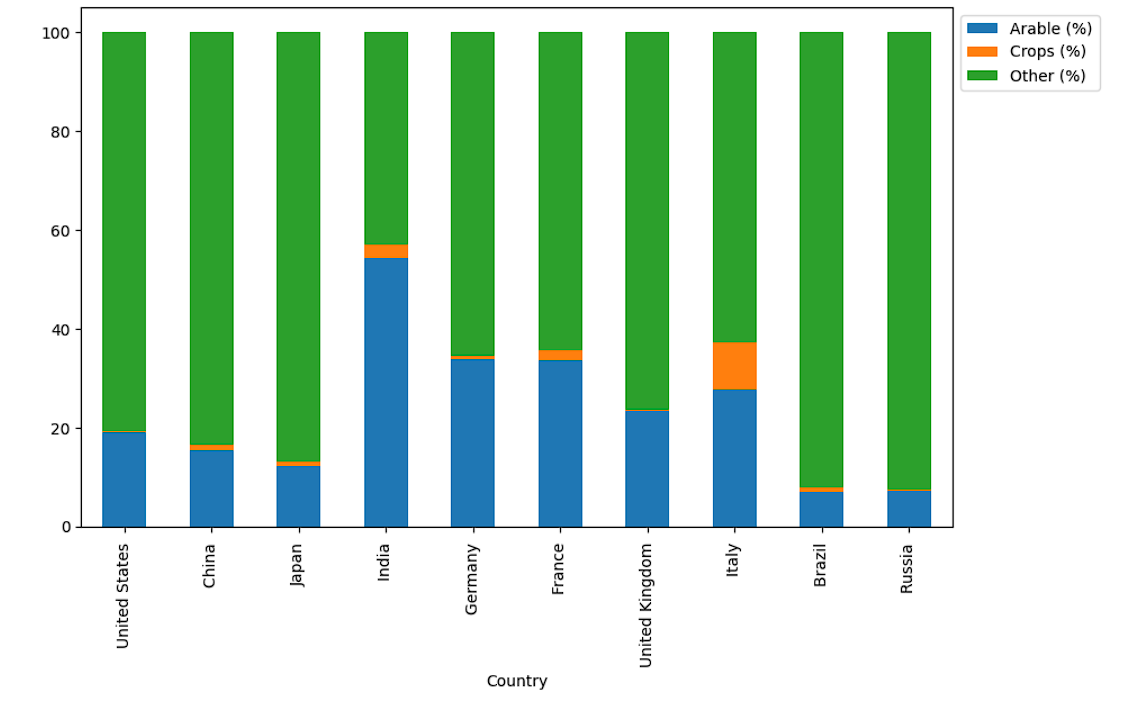 100
80
60
40
20
0
Arable (%)
Crops (%)
Other (%)
United States
China
Japan
India
Germany
France
United Kingdom
Italy
Brazil
Russia
Country